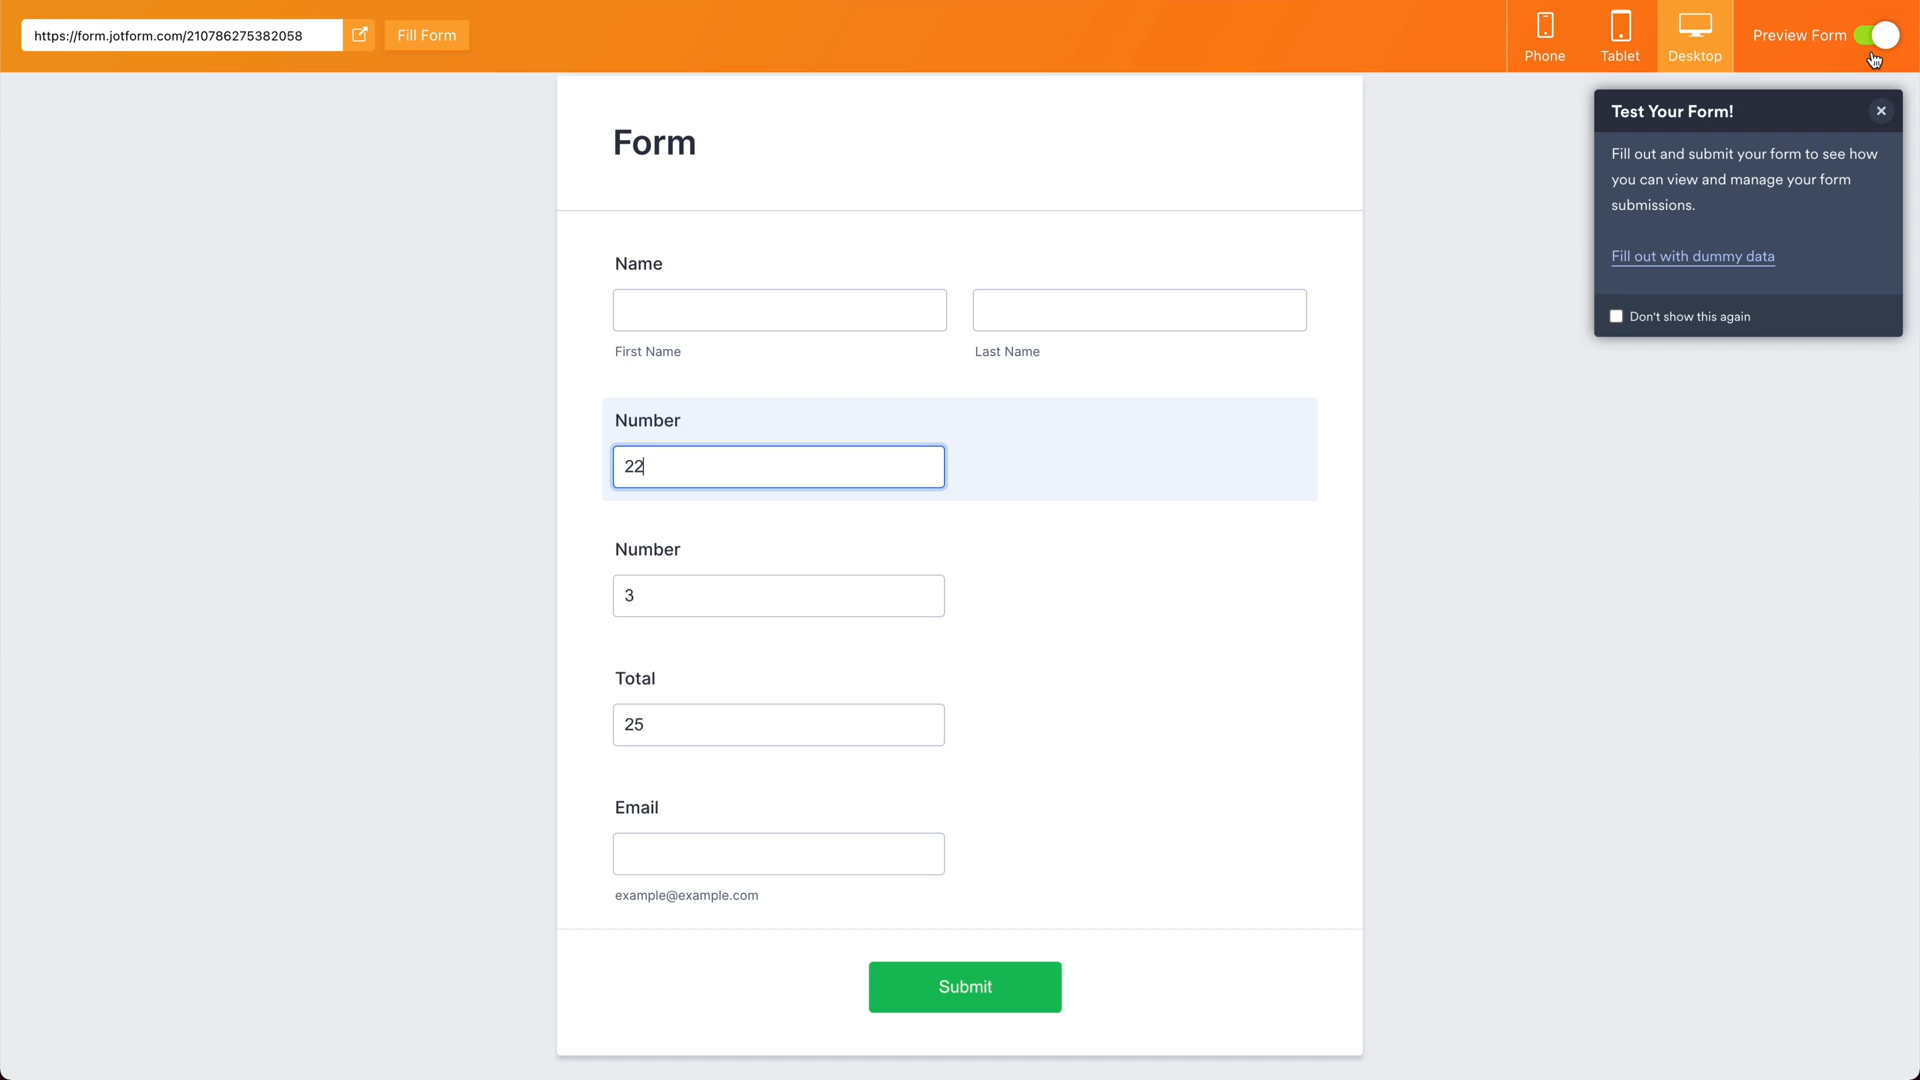 https://form.jotform.com/210786275382058
Fill Form
Phone
Tablet
Desktop
Preview Form
Test Your Form!
Fill out and submit your form to see how
you can view and manage your form
submissions.
Fill out with dummy data
Don't show this again
Form
Name
First Name
Last Name
Number
22
Number
3
Total
25
Email
example@example.com
Submit